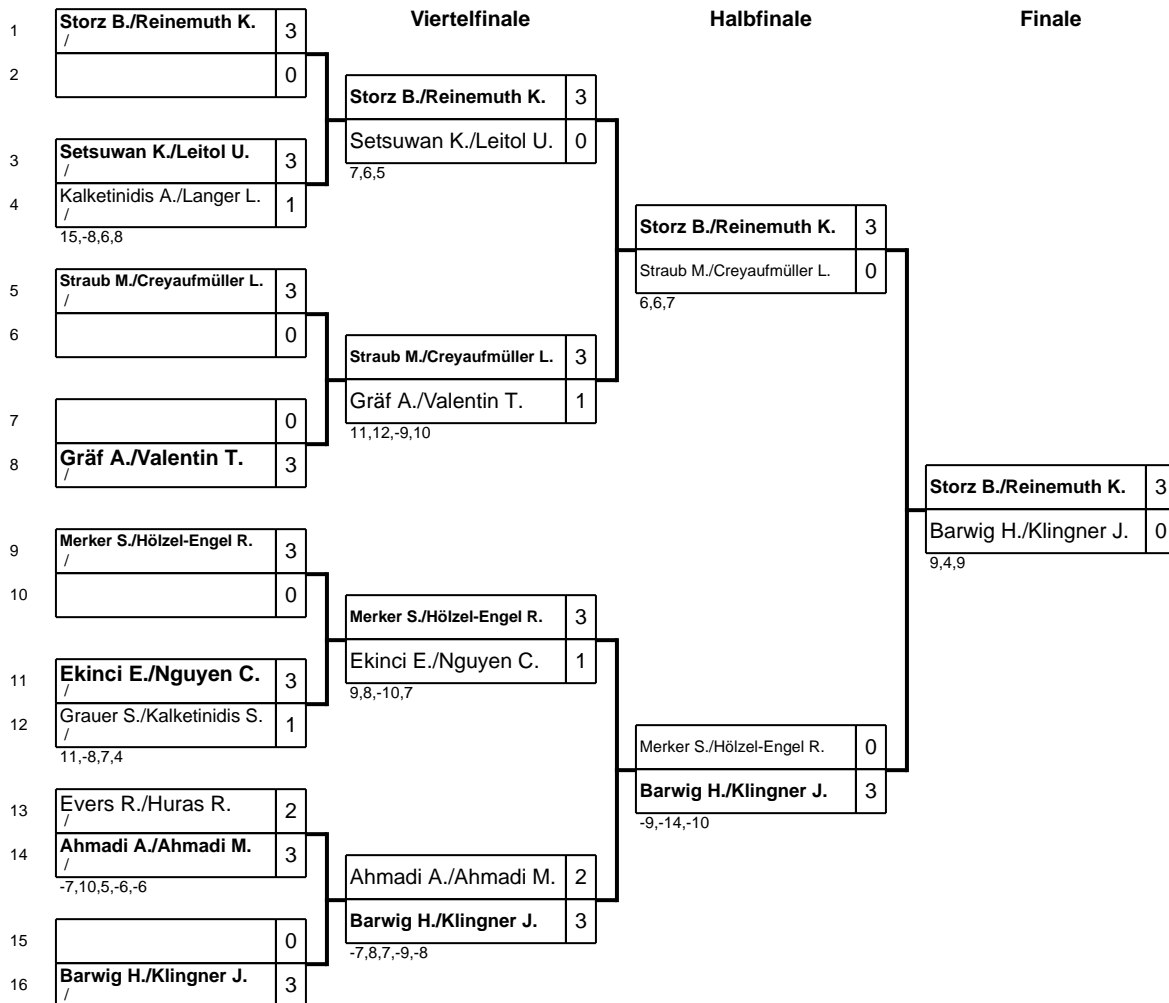 Viertelfinale Halbfinale Finale
1 Storz B./Reinemuth K. 3
/
2 0
3 Setsuwan K./Leitol U. 3
/
4 Kalketinidis A./Langer L. 1
/
15,-8,6,8
5 Straub M./Creyaufmüller L. 3
/
6 0
7 0
8 Gräf A./Valentin T. 3
/
9 Merker S./Hölzel-Engel R. 3
/
10 0
11 Ekinci E./Nguyen C. 3
/
12 Grauer S./Kalketinidis S. 1
/
11,-8,7,4
13 Evers R./Huras R. 2
/
14 Ahmadi A./Ahmadi M. 3
/
-7,10,5,-6,-6
15 0
16 Barwig H./Klingner J. 3
/
Storz B./Reinemuth K. 3
Setsuwan K./Leitol U. 0
7,6,5
Straub M./Creyaufmüller L. 3
Gräf A./Valentin T. 1
11,12,-9,10
Merker S./Hölzel-Engel R. 3
Ekinci E./Nguyen C. 1
9,8,-10,7
Ahmadi A./Ahmadi M. 2
Barwig H./Klingner J. 3
-7,8,7,-9,-8
Storz B./Reinemuth K. 3
Straub M./Creyaufmüller L. 0
6,6,7
Merker S./Hölzel-Engel R. 0
Barwig H./Klingner J. 3
-9,-14,-10
Storz B./Reinemuth K. 3
Barwig H./Klingner J. 0
9,4,9